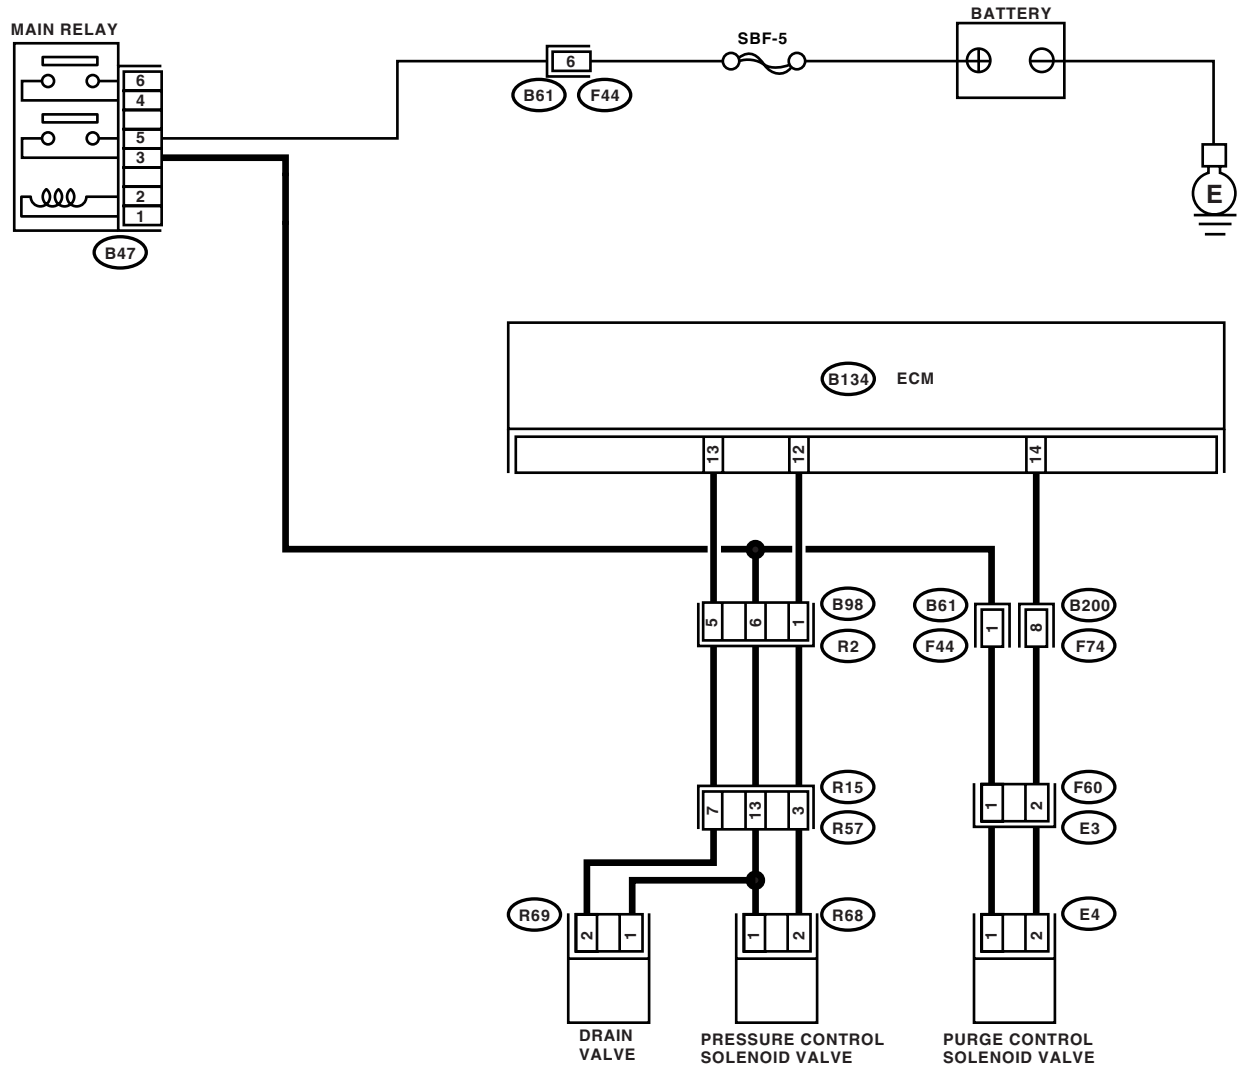 MAIN RELAY
BATTERY
SBF-5
6
B61
F44
6
4
5
3
2
1
B47
E
B134
ECM
13
12
14
5
6
1
B98
R2
B61
F44
1
8
B200
F74
7
13
3
R15
R57
1
2
F60
E3
R69
2
1
1
2
R68
1
2
E4
DRAIN
VALVE
PRESSURE CONTROL
SOLENOID VALVE
PURGE CONTROL
SOLENOID VALVE